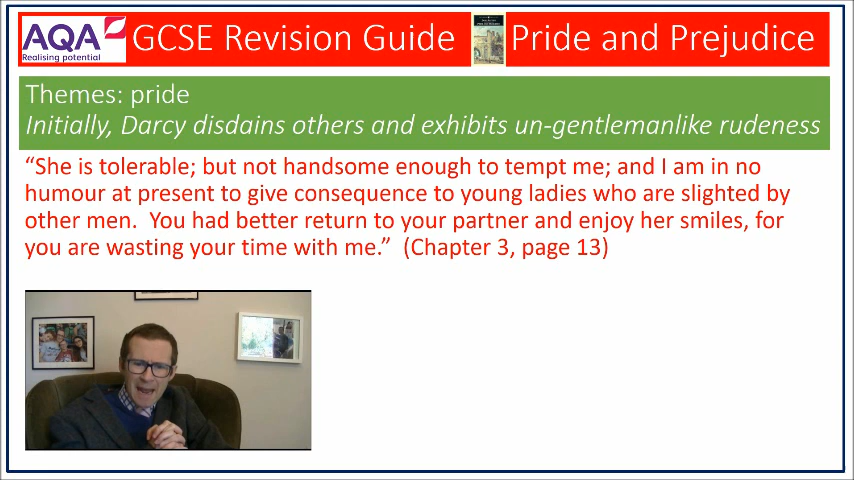 AQA GCSE Revision Guide Pride and Prejudice
Realising potential
Themes: pride
Initially, Darcy disdains others and exhibits un-gentlemanlike rudeness
“She is tolerable; but not handsome enough to tempt me; and I am in no
humour at present to give consequence to young ladies who are slighted by
other men.  You had better return to your partner and enjoy her smiles, for
you are wasting your time with me.”  (Chapter 3, page 13)